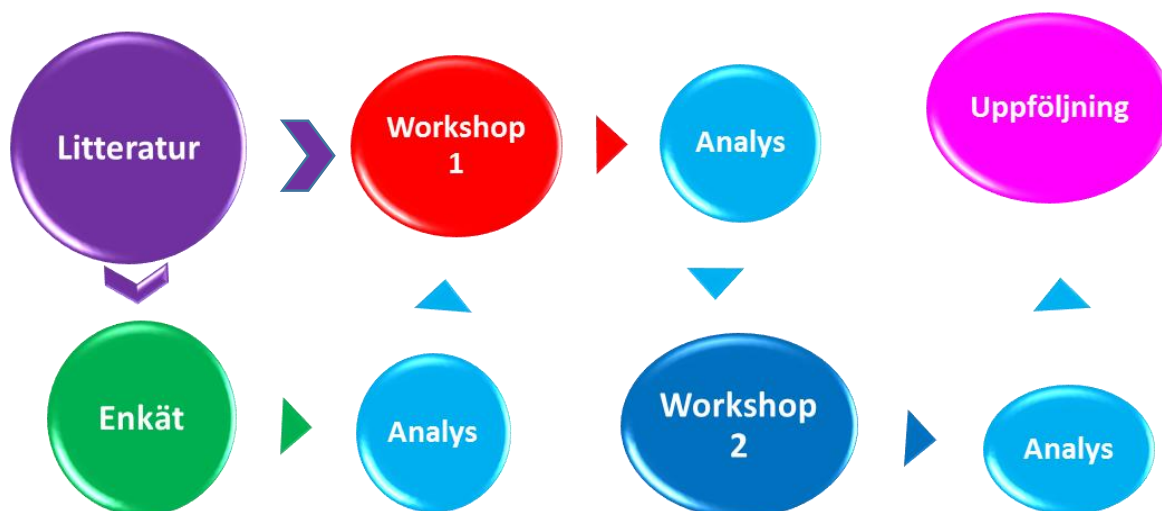 Litteratur
Workshop
1
Analys
Uppföljning
Enkät
Analys
Workshop
2
Analys